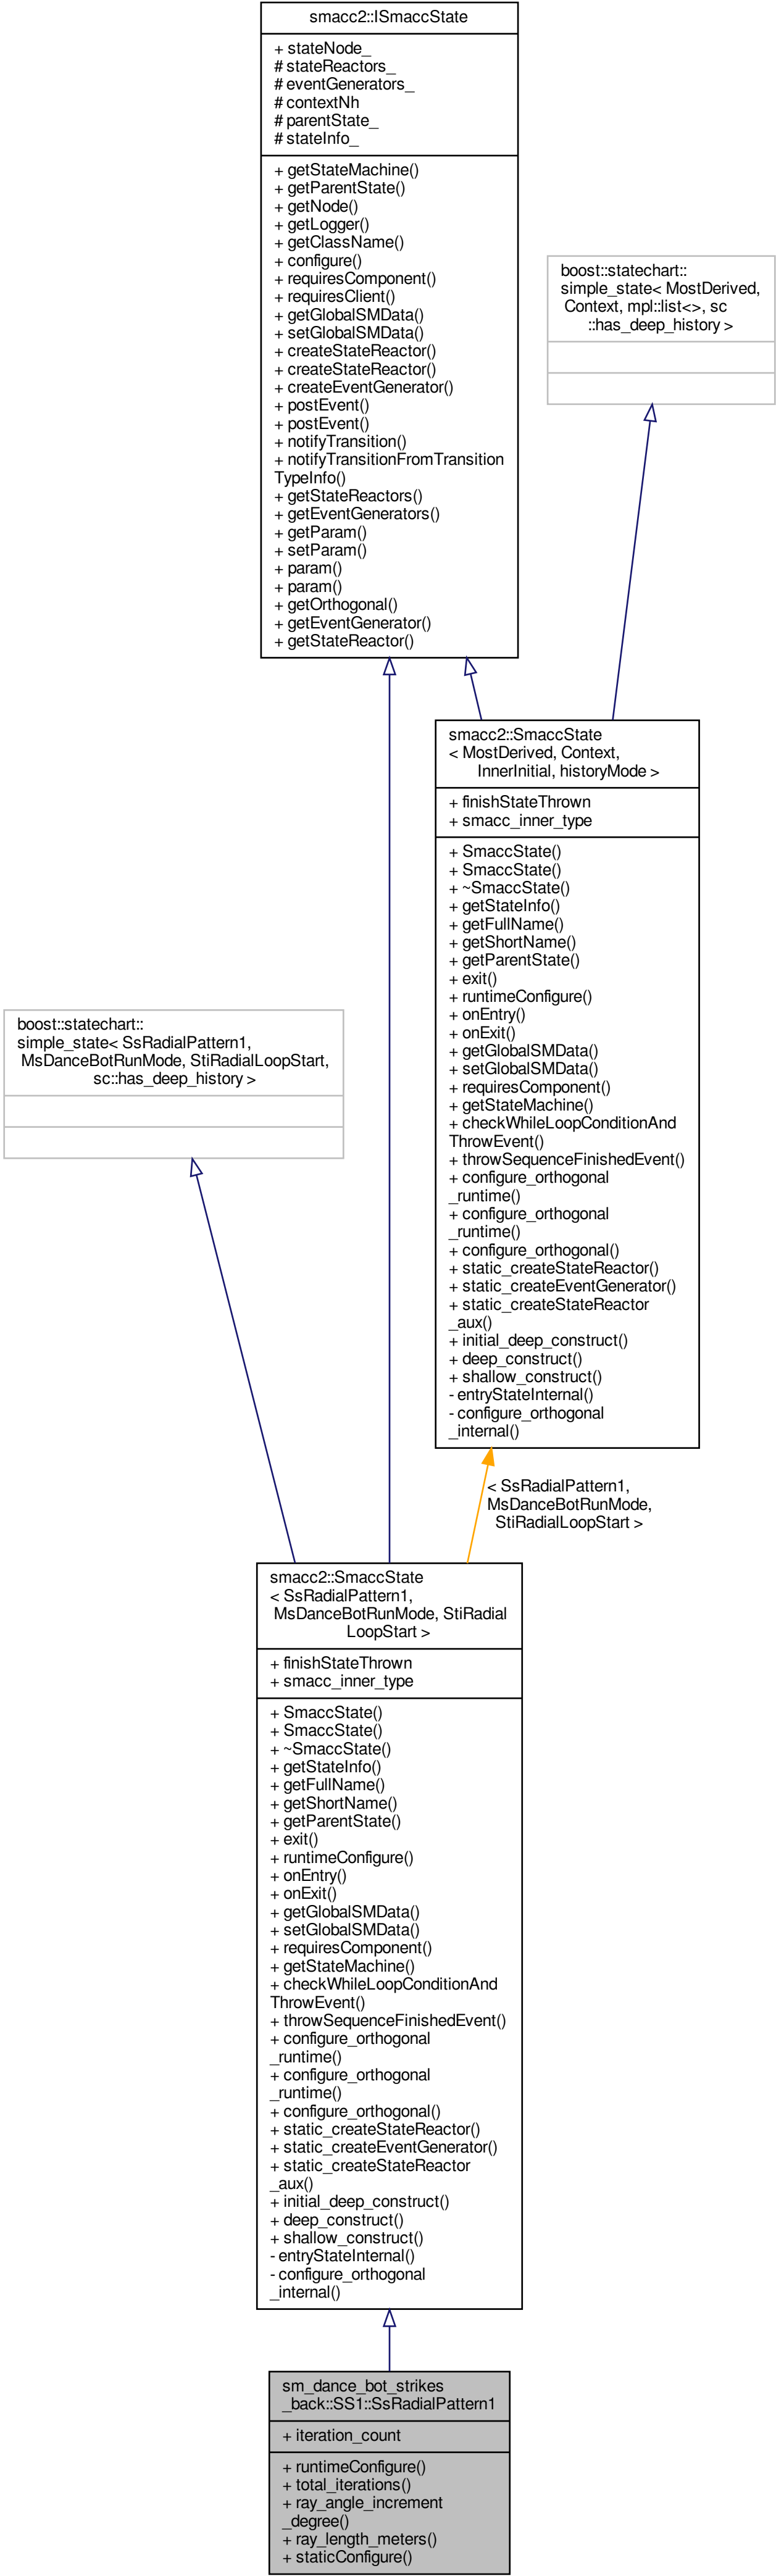 smacc2::ISmaccState
+ stateNode_
# stateReactors_
# eventGenerators_
# contextNh
# parentState_
# stateInfo_
+ getStateMachine()
+ getParentState()
+ getNode()
+ getLogger()
+ getClassName()
+ configure()
+ requiresComponent()
+ requiresClient()
+ getGlobalSMData()
+ setGlobalSMData()
+ createStateReactor()
+ createStateReactor()
+ createEventGenerator()
+ postEvent()
+ postEvent()
+ notifyTransition()
+ notifyTransitionFromTransition
TypeInfo()
+ getStateReactors()
+ getEventGenerators()
+ getParam()
+ setParam()
+ param()
+ param()
+ getOrthogonal()
+ getEventGenerator()
+ getStateReactor()
boost::statechart::
simple_state< MostDerived,
Context, mpl::list<>, sc
::has_deep_history >
smacc2::SmaccState
< MostDerived, Context,
InnerInitial, historyMode >
+ finishStateThrown
+ smacc_inner_type
+ SmaccState()
+ SmaccState()
+ ~SmaccState()
+ getStateInfo()
+ getFullName()
+ getShortName()
+ getParentState()
+ exit()
+ runtimeConfigure()
+ onEntry()
+ onExit()
+ getGlobalSMData()
+ setGlobalSMData()
+ requiresComponent()
+ getStateMachine()
+ checkWhileLoopConditionAnd
ThrowEvent()
+ throwSequenceFinishedEvent()
+ configure_orthogonal
_runtime()
+ configure_orthogonal
_runtime()
+ configure_orthogonal()
+ static_createStateReactor()
+ static_createEventGenerator()
+ static_createStateReactor
_aux()
+ initial_deep_construct()
+ deep_construct()
+ shallow_construct()
- entryStateInternal()
- configure_orthogonal
_internal()
boost::statechart::
simple_state< SsRadialPattern1,
MsDanceBotRunMode, StiRadialLoopStart,
sc::has_deep_history >
< SsRadialPattern1,
MsDanceBotRunMode,
StiRadialLoopStart >
smacc2::SmaccState
< SsRadialPattern1,
MsDanceBotRunMode, StiRadial
LoopStart >
+ finishStateThrown
+ smacc_inner_type
+ SmaccState()
+ SmaccState()
+ ~SmaccState()
+ getStateInfo()
+ getFullName()
+ getShortName()
+ getParentState()
+ exit()
+ runtimeConfigure()
+ onEntry()
+ onExit()
+ getGlobalSMData()
+ setGlobalSMData()
+ requiresComponent()
+ getStateMachine()
+ checkWhileLoopConditionAnd
ThrowEvent()
+ throwSequenceFinishedEvent()
+ configure_orthogonal
_runtime()
+ configure_orthogonal
_runtime()
+ configure_orthogonal()
+ static_createStateReactor()
+ static_createEventGenerator()
+ static_createStateReactor
_aux()
+ initial_deep_construct()
+ deep_construct()
+ shallow_construct()
- entryStateInternal()
- configure_orthogonal
_internal()
sm_dance_bot_strikes
_back::SS1::SsRadialPattern1
+ iteration_count
+ runtimeConfigure()
+ total_iterations()
+ ray_angle_increment
_degree()
+ ray_length_meters()
+ staticConfigure()